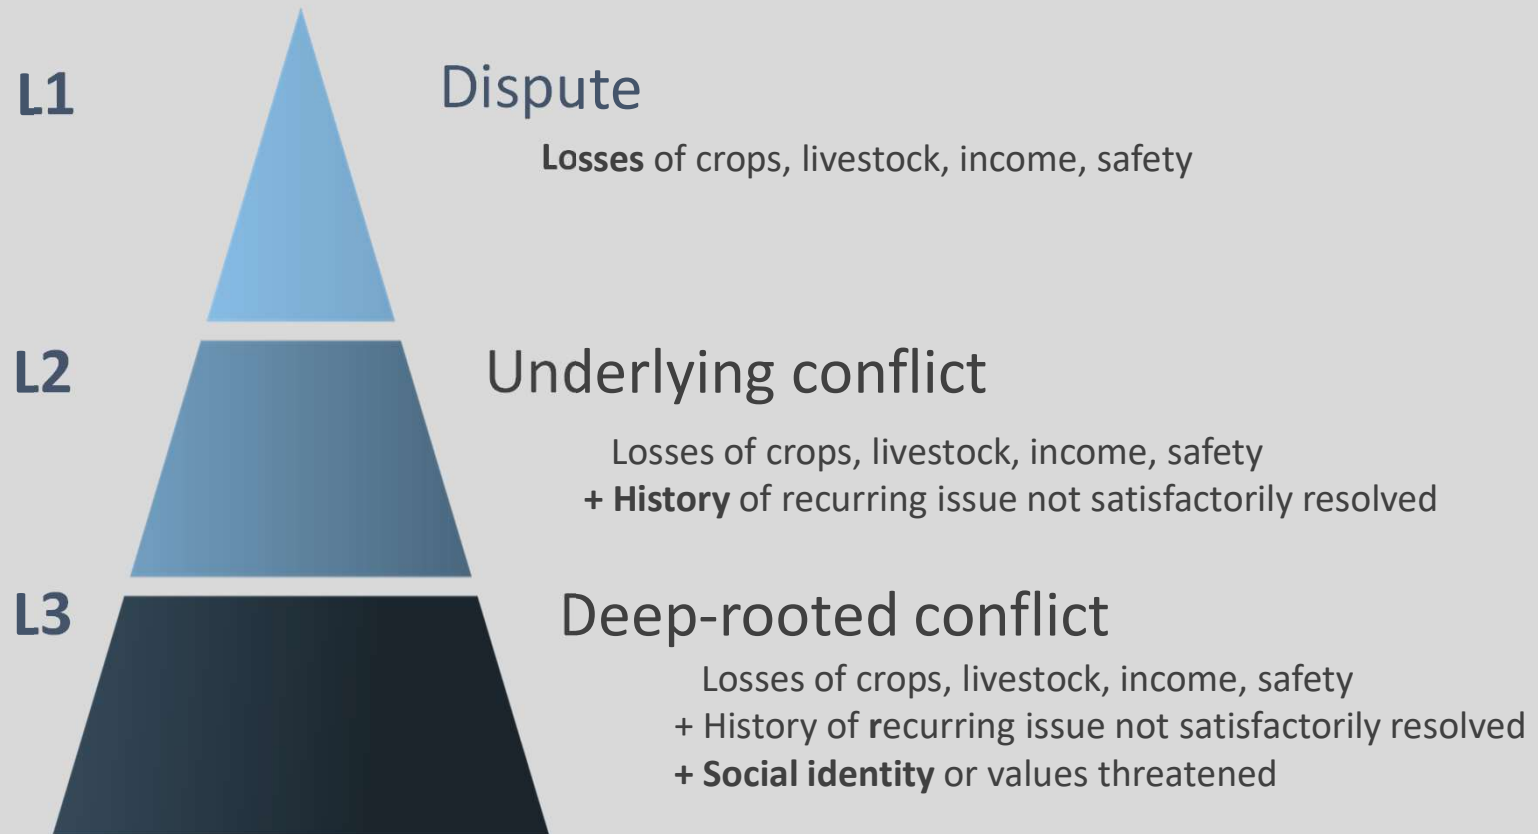 L1
Dispute
Losses of crops, livestock, income, safety
L2
Underlying conflict
Losses of crops, livestock, income, safety
+ History of recurring issue not satisfactorily resolved
L3
Deep-rooted conflict
Losses of crops, livestock, income, safety
+ History of recurring issue not satisfactorily resolved
+ Social identity or values threatened